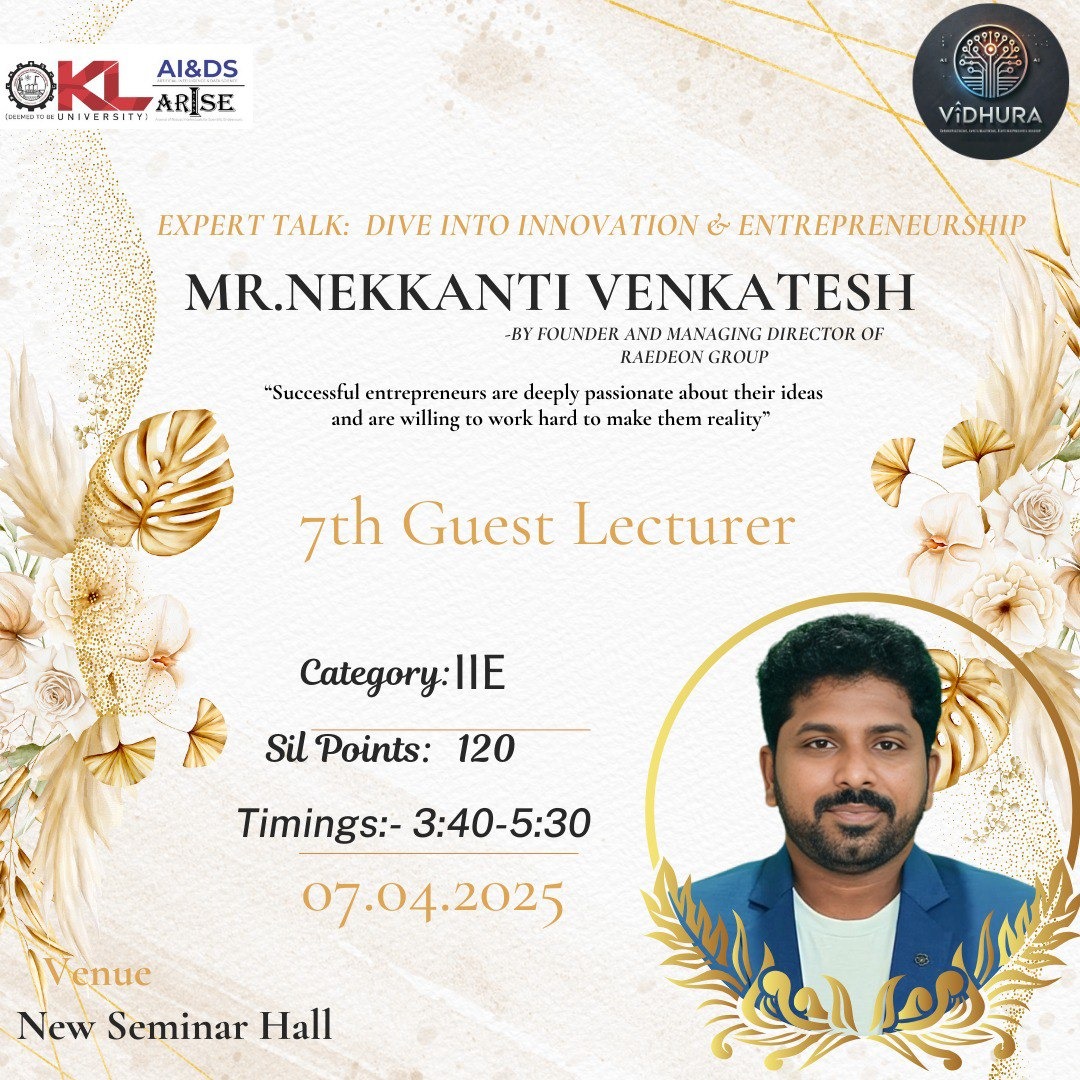 KL
(DEEMED TO BE UNIVERSITY)
AI&DS
ARISE
VîDHURA
EXPERT TALK: DIVE INTO INNOVATION & ENTREPRENEURSHIP
MR.NEKKANTI VENKATESH
-BY FOUNDER AND MANAGING DIRECTOR OF
RAEDEON GROUP
“Successful entrepreneurs are deeply passionate about their ideas
and are willing to work hard to make them reality”
7th Guest Lecturer
Category: IIE
Sil Points: 120
Timings:- 3:40-5:30
07.04.2025
Venue
New Seminar Hall